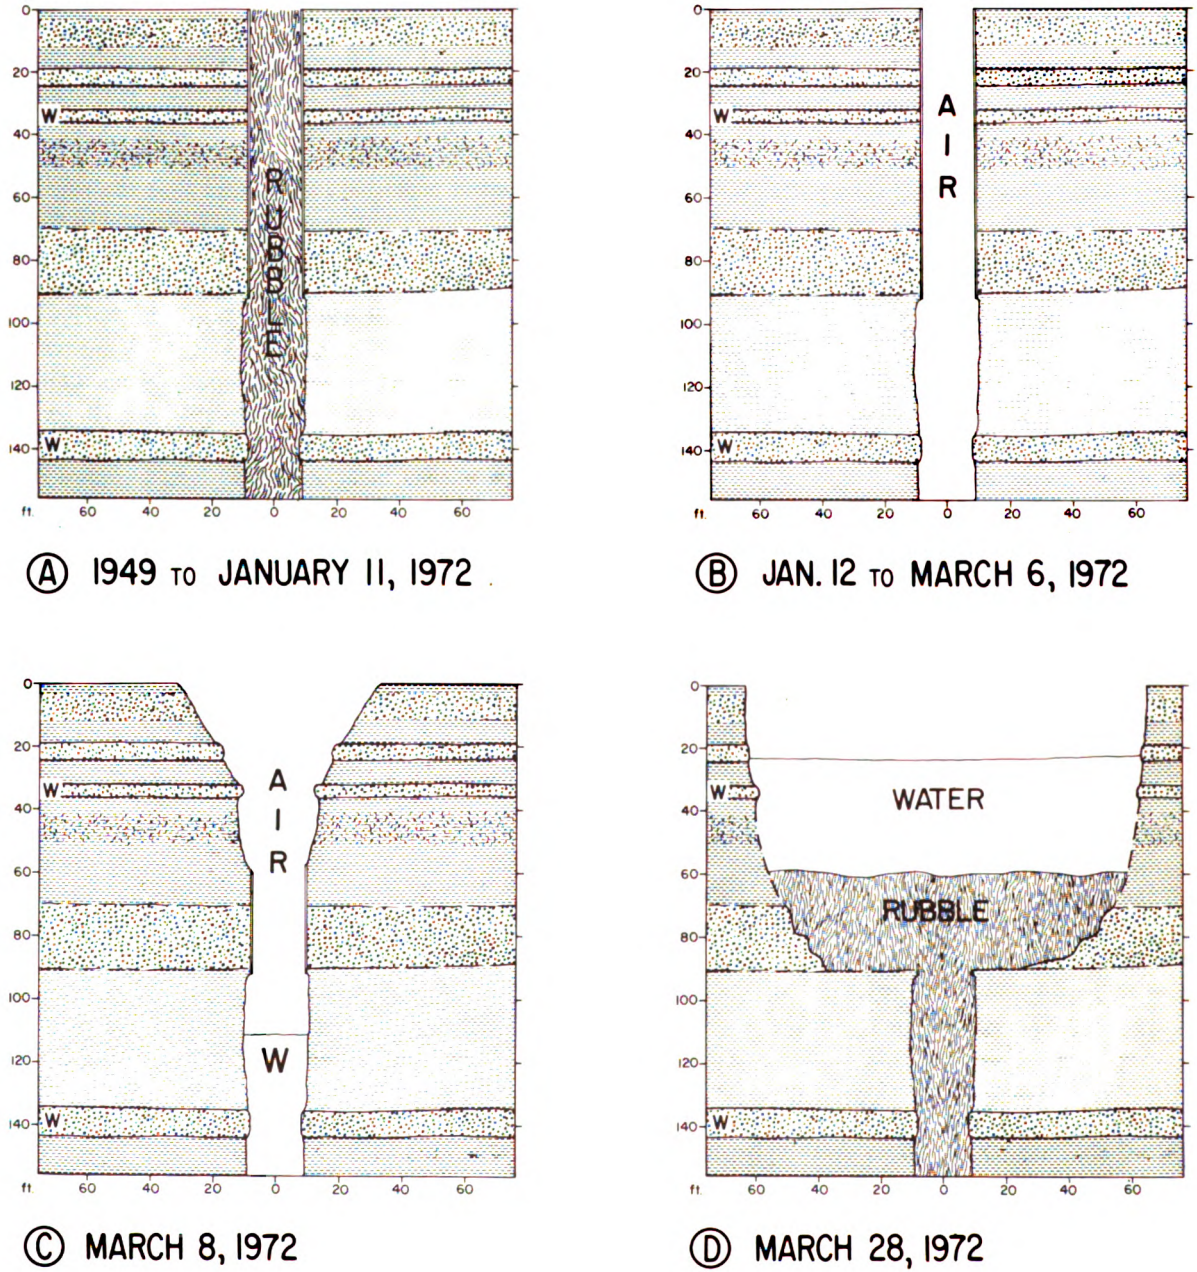 0
20
W
40
60
80
100
120
W
140
RUBBLE
ft. 60 40 20 0 20 40 60
Ⓐ 1949 TO JANUARY 11, 1972
0
20
W
40
60
80
100
120
W
140
AIR
ft. 60 40 20 0 20 40 60
Ⓑ JAN. 12 TO MARCH 6, 1972
0
20
W
40
60
80
100
120
W
140
AIR
W
ft. 60 40 20 0 20 40 60
Ⓒ MARCH 8, 1972
0
20
W
40
60
80
100
120
W
140
WATER
RUBBLE
ft. 60 40 20 0 20 40 60
Ⓓ MARCH 28, 1972